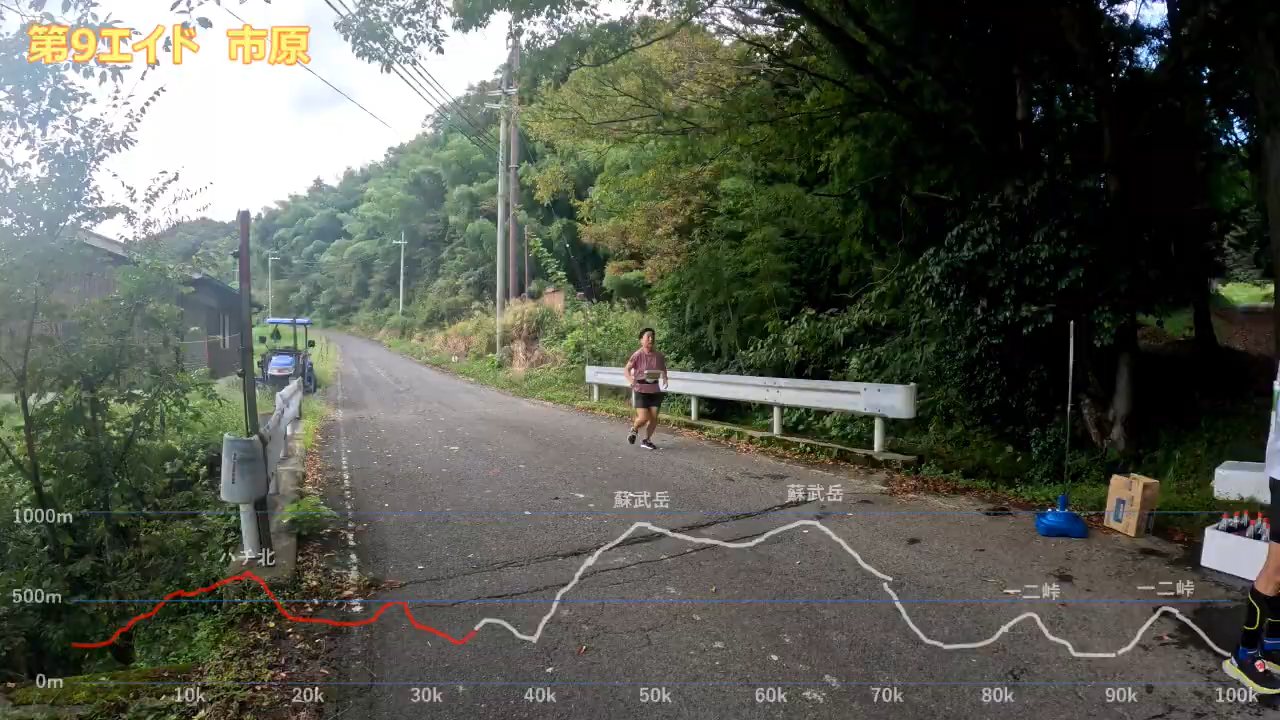 第9エイド 市原
蘇武岳
蘇武岳
1000m
ハチ北
500m
一二峠
一二峠
0m
10k 20k 30k 40k 50k 60k 70k 80k 90k 100k